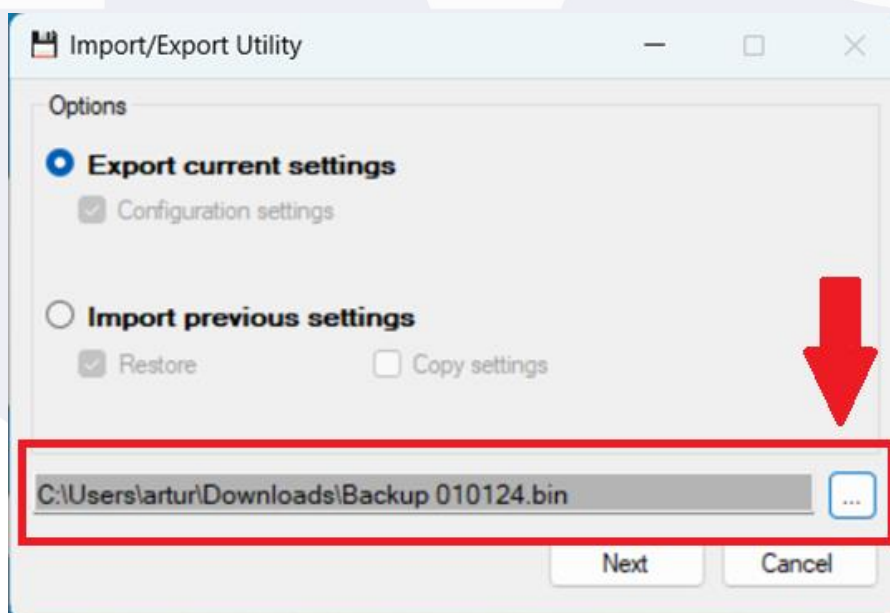 Import/Export Utility
Options
Export current settings
Configuration settings
Import previous settings
Restore Copy settings
C:\Users\artur\Downloads\Backup 010124.bin ...
Next Cancel